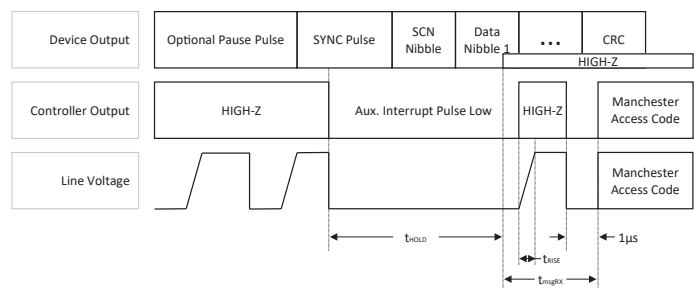 Device Output
Optional Pause Pulse
SYNC Pulse
SCN
Nibble
Data
Nibble 1
...
CRC
HIGH-Z
Controller Output
HIGH-Z
Aux. Interrupt Pulse Low
HIGH-Z
Manchester
Access Code
Line Voltage
Manchester
Access Code
tHOLD
1µs
tRISE
tmsgRX